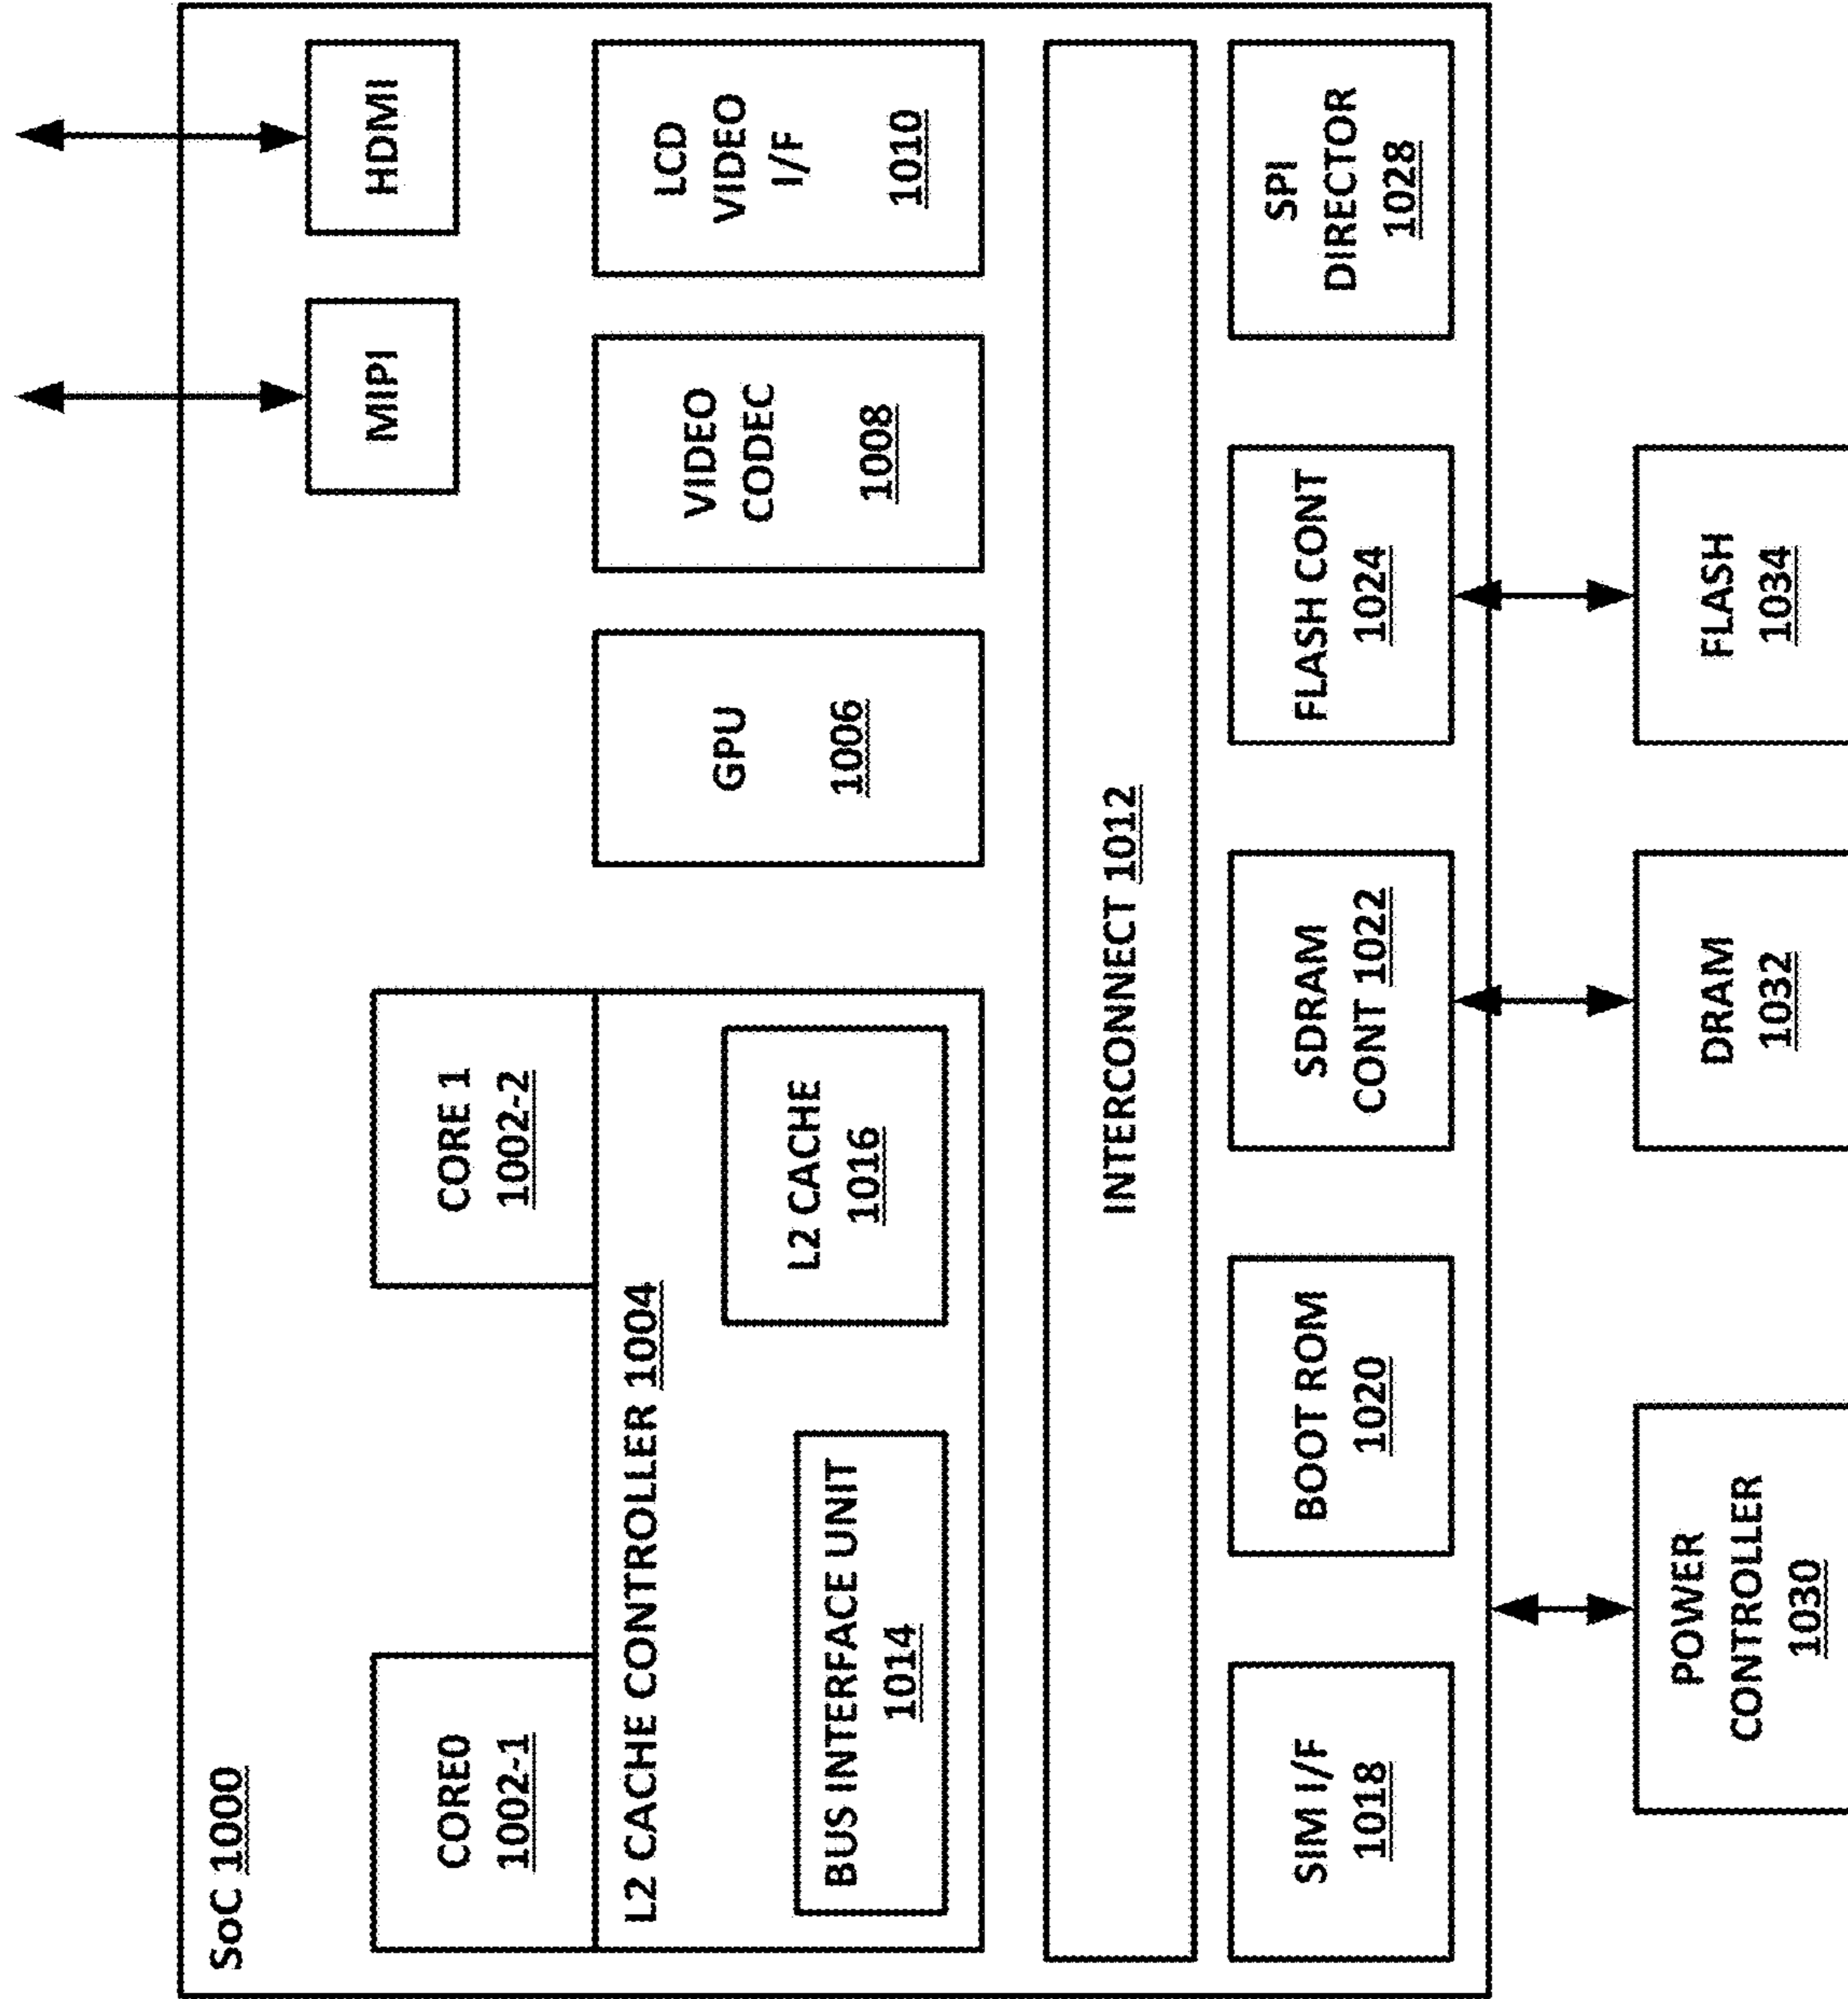 SoC 1000
MIPI
HDMI
CORE0
1002-1
CORE 1
1002-2
L2 CACHE CONTROLLER 1004
BUS INTERFACE UNIT
1014
L2 CACHE
1016
GPU
1006
VIDEO
CODEC
1008
LCD
VIDEO
I/F
1010
INTERCONNECT 1012
SIM I/F
1018
BOOT ROM
1020
SDRAM
CONT 1022
FLASH CONT
1024
SPI
DIRECTOR
1028
POWER
CONTROLLER
1030
DRAM
1032
FLASH
1034